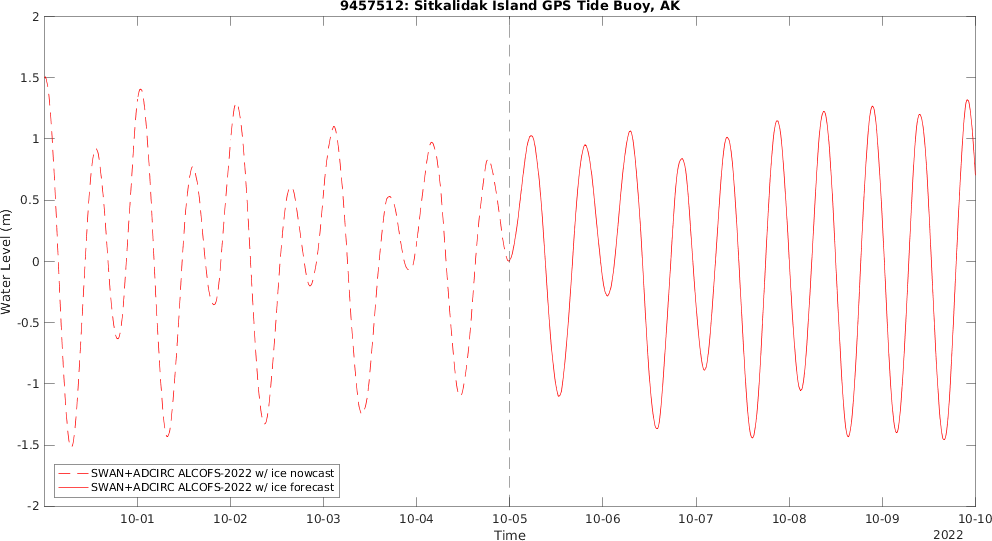 9457512: Sitkalidak Island GPS Tide Buoy, AK
2
1.5
1
0.5
0
-0.5
-1
-1.5
-2
Water Level (m)
SWAN+ADCIRC ALCOFS-2022 w/ ice nowcast
SWAN+ADCIRC ALCOFS-2022 w/ ice forecast
10-01 10-02 10-03 10-04 10-05 10-06 10-07 10-08 10-09 10-10
Time
2022